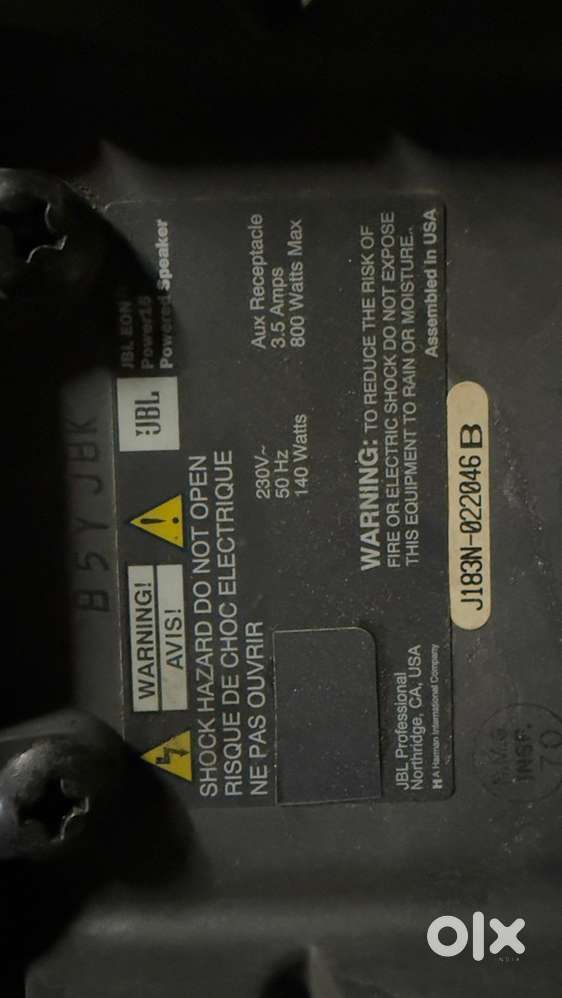 WARNING!
AVIS!
JBL
JBL EON
Power15
Powered Speaker
SHOCK HAZARD DO NOT OPEN
RISQUE DE CHOC ELECTRIQUE
NE PAS OUVRIR
230V~
50 Hz
140 Watts
Aux Receptacle
3.5 Amps
800 Watts Max
WARNING: TO REDUCE THE RISK OF
FIRE OR ELECTRIC SHOCK DO NOT EXPOSE
THIS EQUIPMENT TO RAIN OR MOISTURE.
Assembled In USA
JBL Professional
Northridge, CA, USA
H A Harman International Company
J183N-022046 B
INSP.
70
olx
INDIA